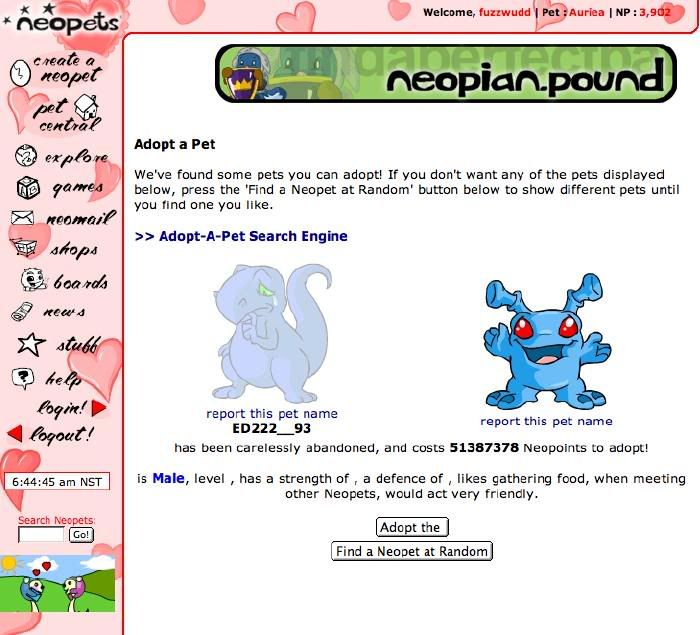 neopets
Welcome, fuzzwudd | Pet : Auriea | NP : 3,902
create a
neopet
pet
central
explore
games
neomail
shops
boards
news
stuff
help
login!
logout!
6:44:45 am NST
Search Neopets:
Go!
neopian.pound
Adopt a Pet
We've found some pets you can adopt! If you don't want any of the pets displayed
below, press the 'Find a Neopet at Random' button below to show different pets until
you find one you like.
>> Adopt-A-Pet Search Engine
report this pet name
ED222__93
report this pet name
has been carelessly abandoned, and costs 51387378 Neopoints to adopt!
is Male, level , has a strength of , a defence of , likes gathering food, when meeting
other Neopets, would act very friendly.
Adopt the
Find a Neopet at Random